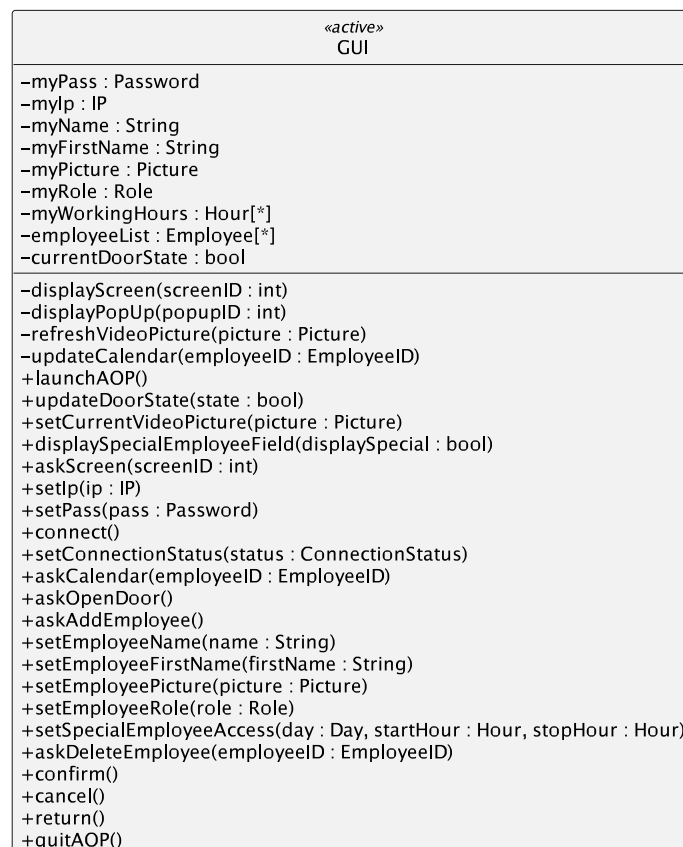 «active»
GUI
-myPass : Password
-myIp : IP
-myName : String
-myFirstName : String
-myPicture : Picture
-myRole : Role
-myWorkingHours : Hour[*]
-employeeList : Employee[*]
-currentDoorState : bool
-displayScreen(screenID : int)
-displayPopUp(popupID : int)
-refreshVideoPicture(picture : Picture)
-updateCalendar(employeeID : EmployeeID)
+launchAOP()
+updateDoorState(state : bool)
+setCurrentVideoPicture(picture : Picture)
+displaySpecialEmployeeField(displaySpecial : bool)
+askScreen(screenID : int)
+setIp(ip : IP)
+setPass(pass : Password)
+connect()
+setConnectionStatus(status : ConnectionStatus)
+askCalendar(employeeID : EmployeeID)
+askOpenDoor()
+askAddEmployee()
+setEmployeeName(name : String)
+setEmployeeFirstName(firstName : String)
+setEmployeePicture(picture : Picture)
+setEmployeeRole(role : Role)
+setSpecialEmployeeAccess(day : Day, startHour : Hour, stopHour : Hour)
+askDeleteEmployee(employeeID : EmployeeID)
+confirm()
+cancel()
+return()
+quitAOP()